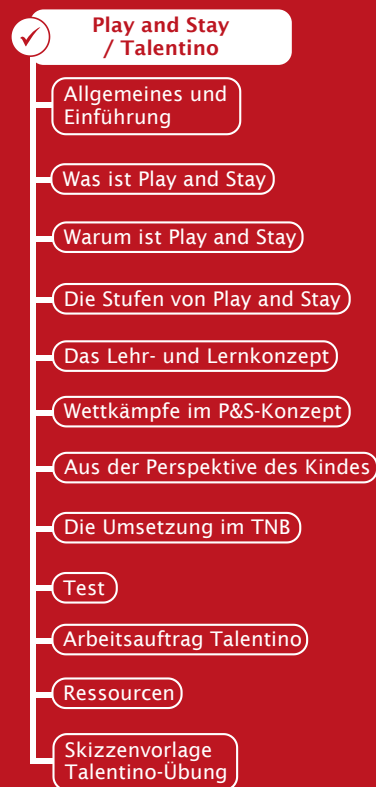 Play and Stay
/ Talentino
Allgemeines und
Einführung
Was ist Play and Stay
Warum ist Play and Stay
Die Stufen von Play and Stay
Das Lehr- und Lernkonzept
Wettkämpfe im P&S-Konzept
Aus der Perspektive des Kindes
Die Umsetzung im TNB
Test
Arbeitsauftrag Talentino
Ressourcen
Skizzenvorlage
Talentino-Übung